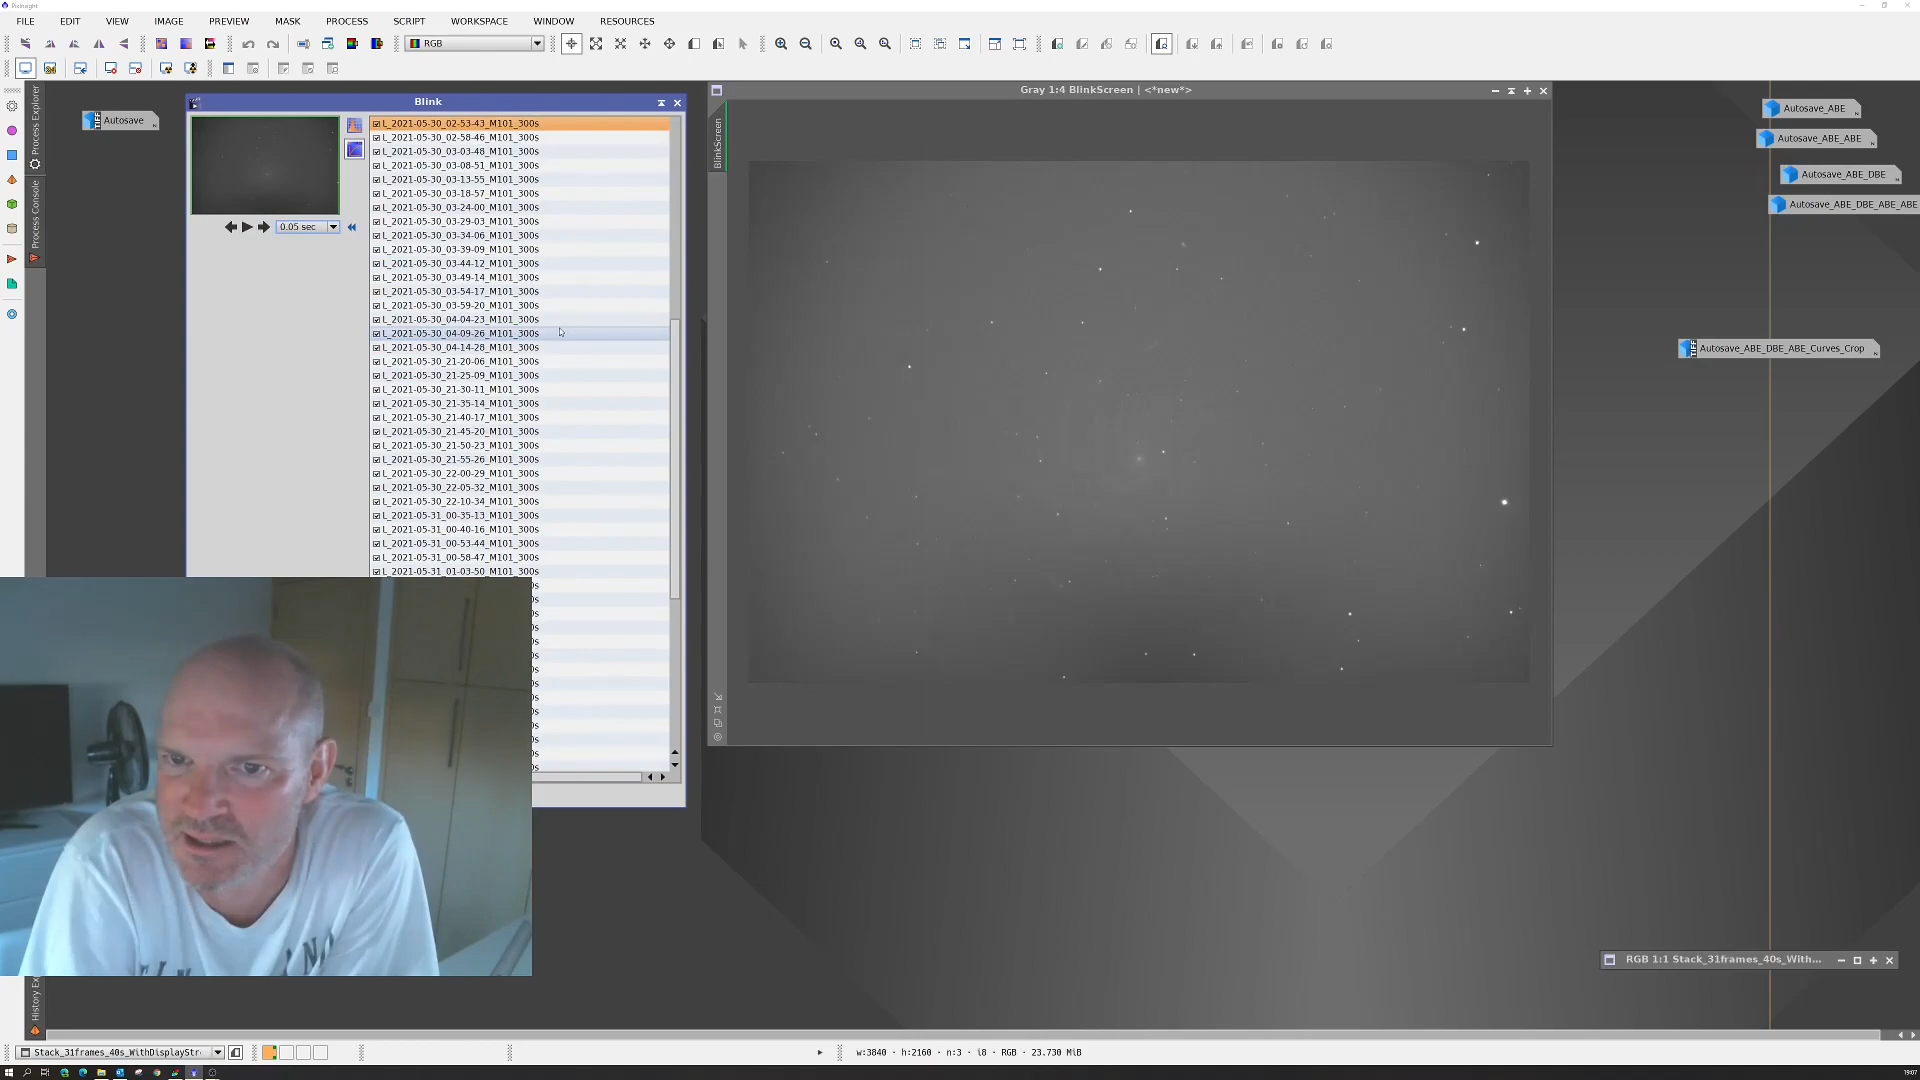 PixInsight
FILE EDIT VIEW IMAGE PREVIEW MASK PROCESS SCRIPT WORKSPACE WINDOW RESOURCES
RGB
Process Explorer
Process Console
History Ex
Autosave
Blink
0.05 sec
L_2021-05-30_02-53-43_M101_300s
L_2021-05-30_02-58-46_M101_300s
L_2021-05-30_03-03-48_M101_300s
L_2021-05-30_03-08-51_M101_300s
L_2021-05-30_03-13-55_M101_300s
L_2021-05-30_03-18-57_M101_300s
L_2021-05-30_03-24-00_M101_300s
L_2021-05-30_03-29-03_M101_300s
L_2021-05-30_03-34-06_M101_300s
L_2021-05-30_03-39-09_M101_300s
L_2021-05-30_03-44-12_M101_300s
L_2021-05-30_03-49-14_M101_300s
L_2021-05-30_03-54-17_M101_300s
L_2021-05-30_03-59-20_M101_300s
L_2021-05-30_04-04-23_M101_300s
L_2021-05-30_04-09-26_M101_300s
L_2021-05-30_04-14-28_M101_300s
L_2021-05-30_21-20-06_M101_300s
L_2021-05-30_21-25-09_M101_300s
L_2021-05-30_21-30-11_M101_300s
L_2021-05-30_21-35-14_M101_300s
L_2021-05-30_21-40-17_M101_300s
L_2021-05-30_21-45-20_M101_300s
L_2021-05-30_21-50-23_M101_300s
L_2021-05-30_21-55-26_M101_300s
L_2021-05-30_22-00-29_M101_300s
L_2021-05-30_22-05-32_M101_300s
L_2021-05-30_22-10-34_M101_300s
L_2021-05-31_00-35-13_M101_300s
L_2021-05-31_00-40-16_M101_300s
L_2021-05-31_00-53-44_M101_300s
L_2021-05-31_00-58-47_M101_300s
L_2021-05-31_01-03-50_M101_300s
Gray 1:4 BlinkScreen | <*new*>
BlinkScreen
Autosave_ABE
Autosave_ABE_ABE
Autosave_ABE_DBE
Autosave_ABE_DBE_ABE_ABE
TIFF Autosave_ABE_DBE_ABE_Curves_Crop
RGB 1:1 Stack_31frames_40s_With...
Stack_31frames_40s_WithDisplayStr
w:3840 · h:2160 · n:3 · i8 · RGB · 23.730 MiB
19:07